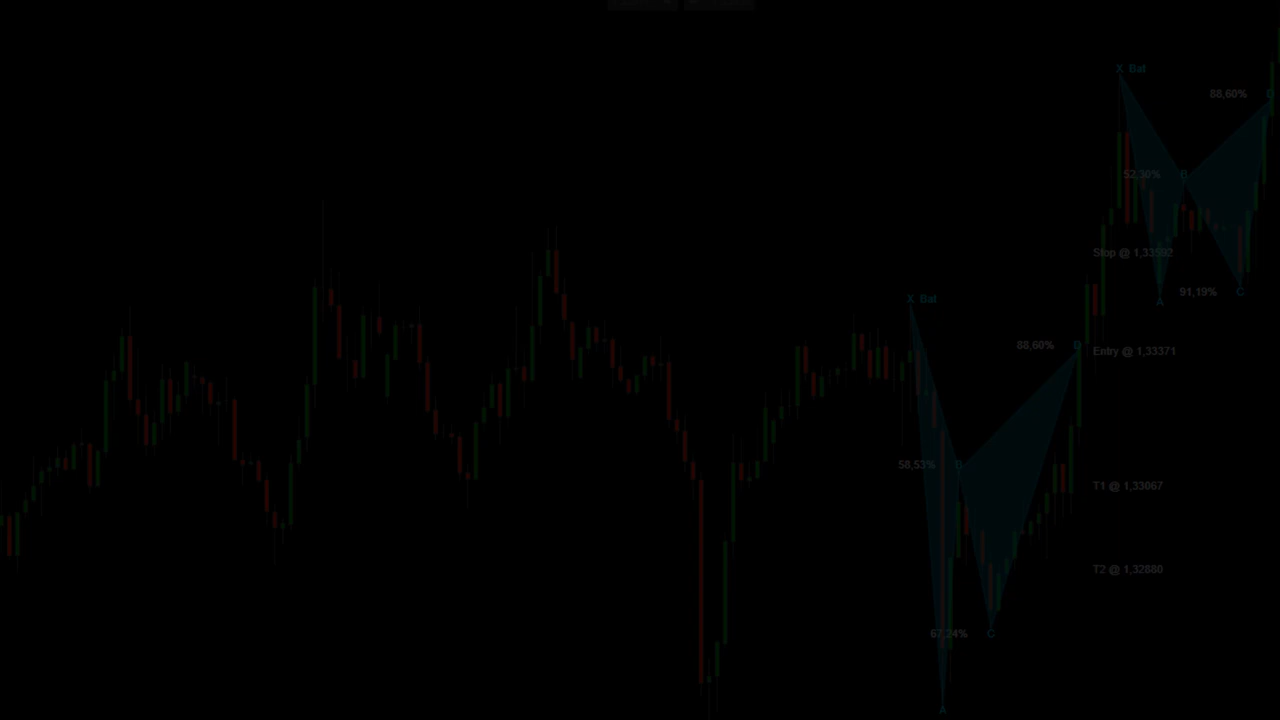 X Bat
88,60%
D
52,30%
B
Stop @ 1,33592
91,19%
C
A
X Bat
88,60%
D
Entry @ 1,33371
58,53%
B
T1 @ 1,33067
T2 @ 1,32880
67,24%
C
A